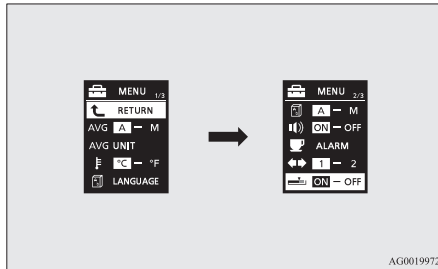 MENU 1/3
RETURN
AVG A – M
AVG UNIT
°C – °F
LANGUAGE
MENU 2/3
A – M
ON – OFF
ALARM
1 – 2
ON – OFF
AG0019972